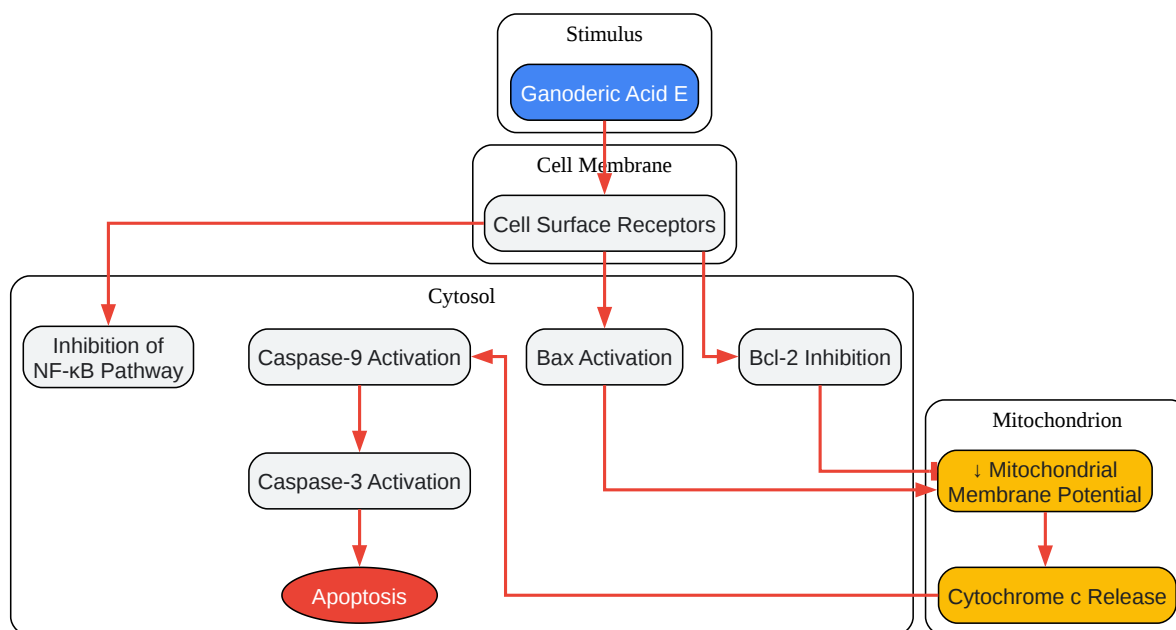 Stimulus
Ganoderic Acid E
Cell Membrane
Cell Surface Receptors
Cytosol
Inhibition of
NF-κB Pathway
Caspase-9 Activation
Bax Activation
Bcl-2 Inhibition
Mitochondrion
Caspase-3 Activation
↓ Mitochondrial
Membrane Potential
Apoptosis
Cytochrome c Release